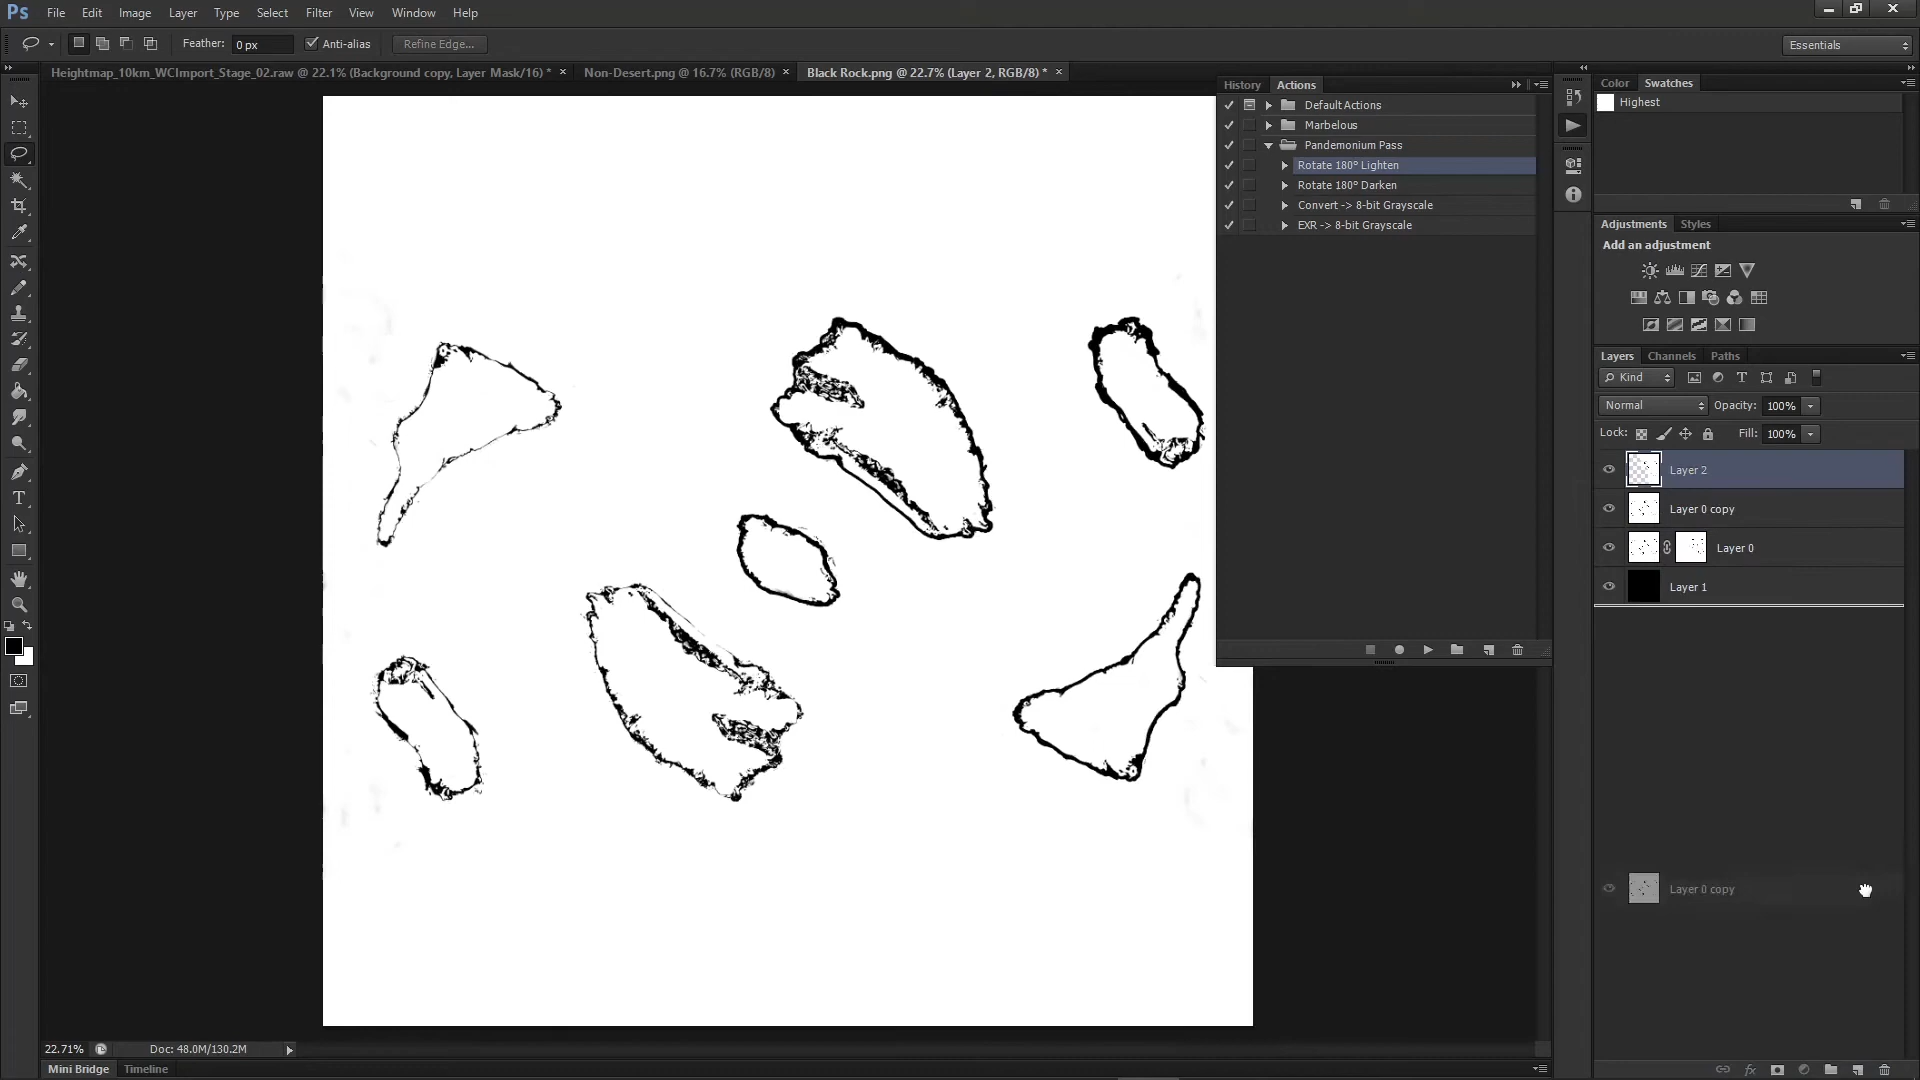 Ps File Edit Image Layer Type Select Filter View Window Help
Feather: 0 px Anti-alias Refine Edge... Essentials
Heightmap_10km_WCImport_Stage_02.raw @ 22.1% (Background copy, Layer Mask/16) * × Non-Desert.png @ 16.7% (RGB/8) × Black Rock.png @ 22.7% (Layer 2, RGB/8) * ×
History Actions
Default Actions
Marbelous
Pandemonium Pass
Rotate 180º Lighten
Rotate 180º Darken
Convert -> 8-bit Grayscale
EXR -> 8-bit Grayscale
Color Swatches
Highest
Adjustments Styles
Add an adjustment
Layers Channels Paths
Kind
Normal Opacity: 100%
Lock: Fill: 100%
Layer 2
Layer 0 copy
Layer 0
Layer 1
Layer 0 copy
22.71% Doc: 48.0M/130.2M
Mini Bridge Timeline